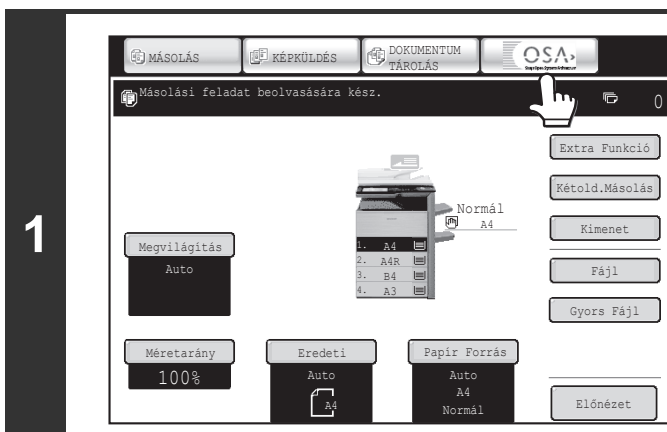 MÁSOLÁS
KÉPKÜLDÉS
DOKUMENTUM
TÁROLÁS
OSA
Másolási feladat beolvasására kész.
0
1
Extra Funkció
Kétold.Másolás
Normál
A4
Kimenet
Megvilágítás
Auto
1. A4
2. A4R
3. B4
4. A3
Fájl
Gyors Fájl
Méretarány
100%
Eredeti
Auto
A4
Papír Forrás
Auto
A4
Normál
Előnézet